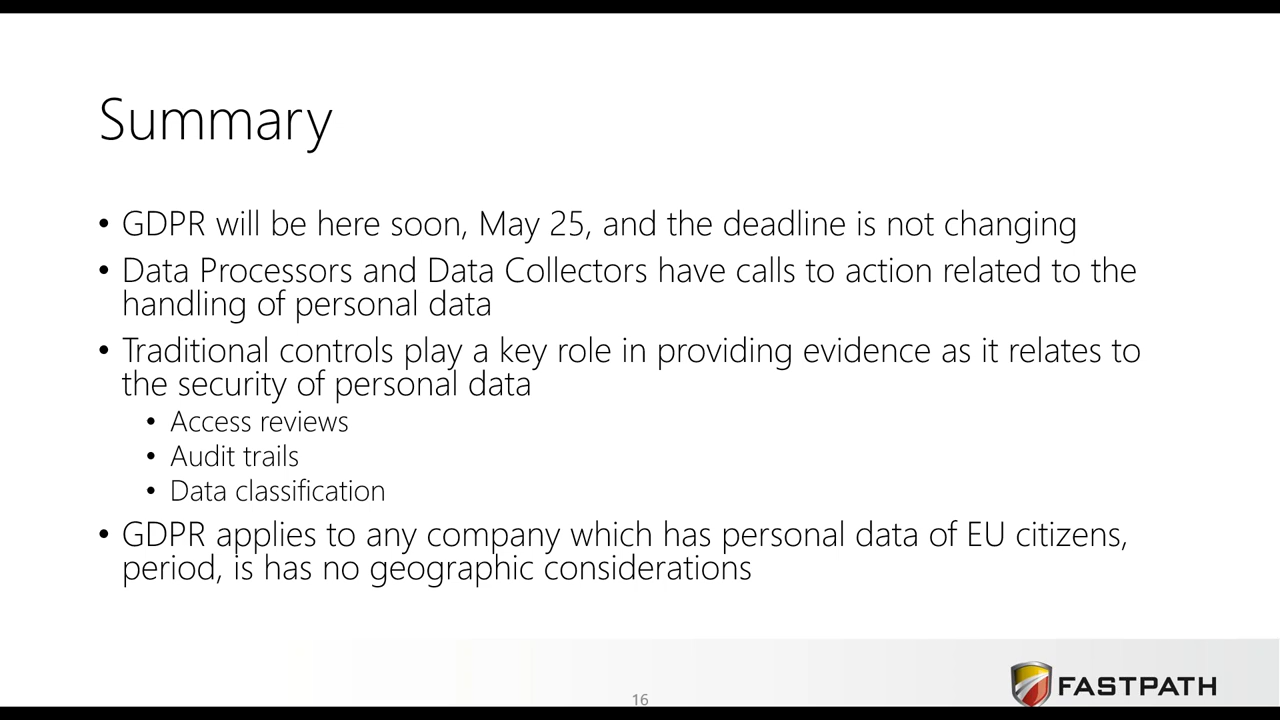 Summary
• GDPR will be here soon, May 25, and the deadline is not changing
• Data Processors and Data Collectors have calls to action related to the
handling of personal data
• Traditional controls play a key role in providing evidence as it relates to
the security of personal data
• Access reviews
• Audit trails
• Data classification
• GDPR applies to any company which has personal data of EU citizens,
period, is has no geographic considerations
16
FASTPATH